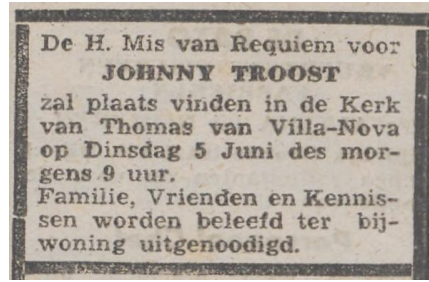 De H. Mis van Requiem voor
JOHNNY TROOST
zal plaats vinden in de Kerk
van Thomas van Villa-Nova
op Dinsdag 5 Juni des mor-
gens 9 uur.
Familie, Vrienden en Kennis-
sen worden beleefd ter bij-
woning uitgenoodigd.